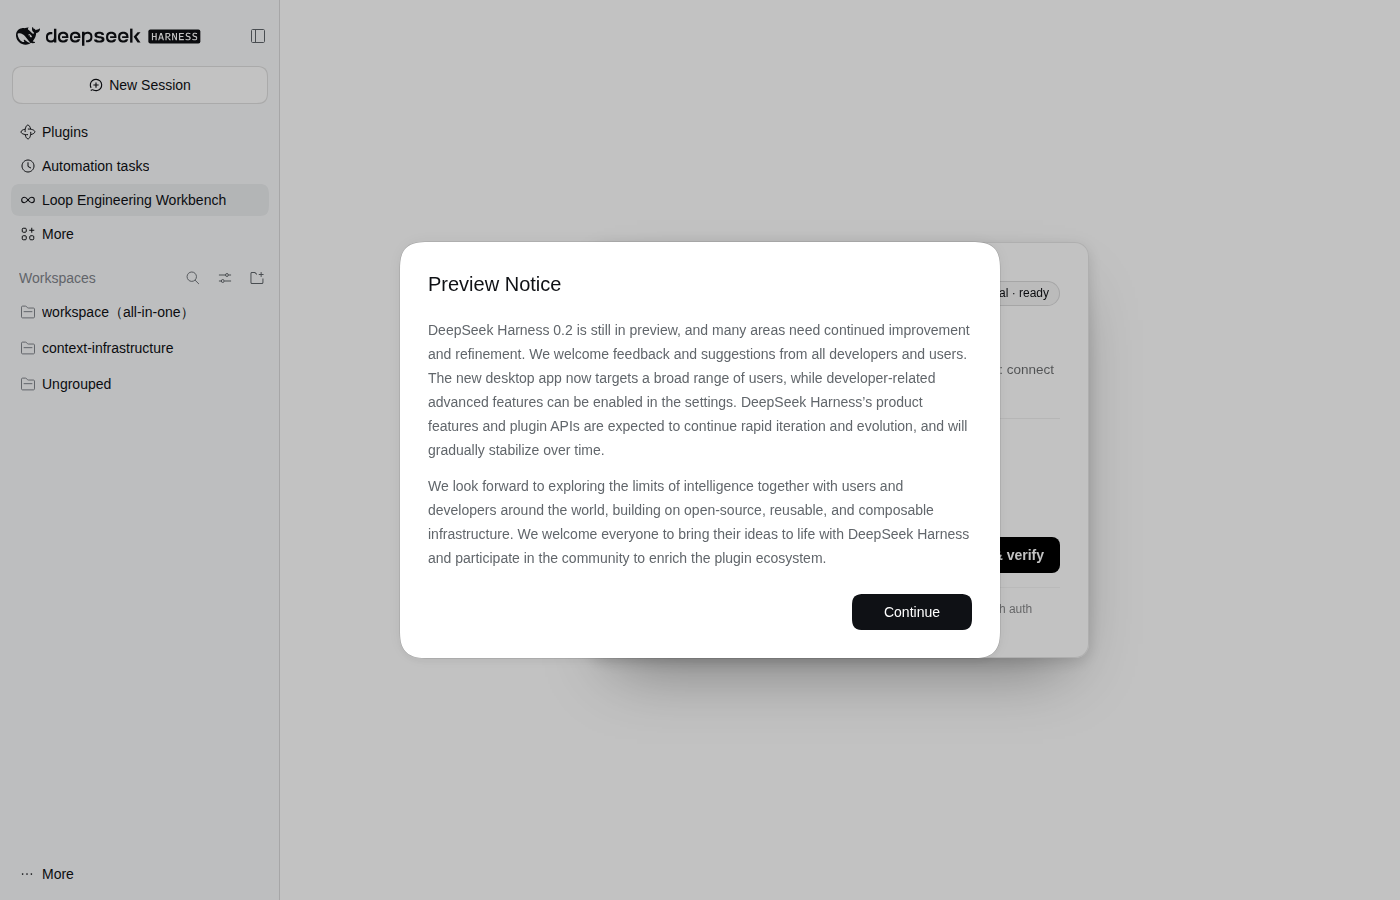 deepseek HARNESS
New Session
Plugins
Automation tasks
Loop Engineering Workbench
More
Workspaces
workspace（all-in-one）
context-infrastructure
Ungrouped
More
Preview Notice
DeepSeek Harness 0.2 is still in preview, and many areas need continued improvement
and refinement. We welcome feedback and suggestions from all developers and users.
The new desktop app now targets a broad range of users, while developer-related
advanced features can be enabled in the settings. DeepSeek Harness’s product
features and plugin APIs are expected to continue rapid iteration and evolution, and will
gradually stabilize over time.
We look forward to exploring the limits of intelligence together with users and
developers around the world, building on open-source, reusable, and composable
infrastructure. We welcome everyone to bring their ideas to life with DeepSeek Harness
and participate in the community to enrich the plugin ecosystem.
Continue
· ready
: connect
verify
auth